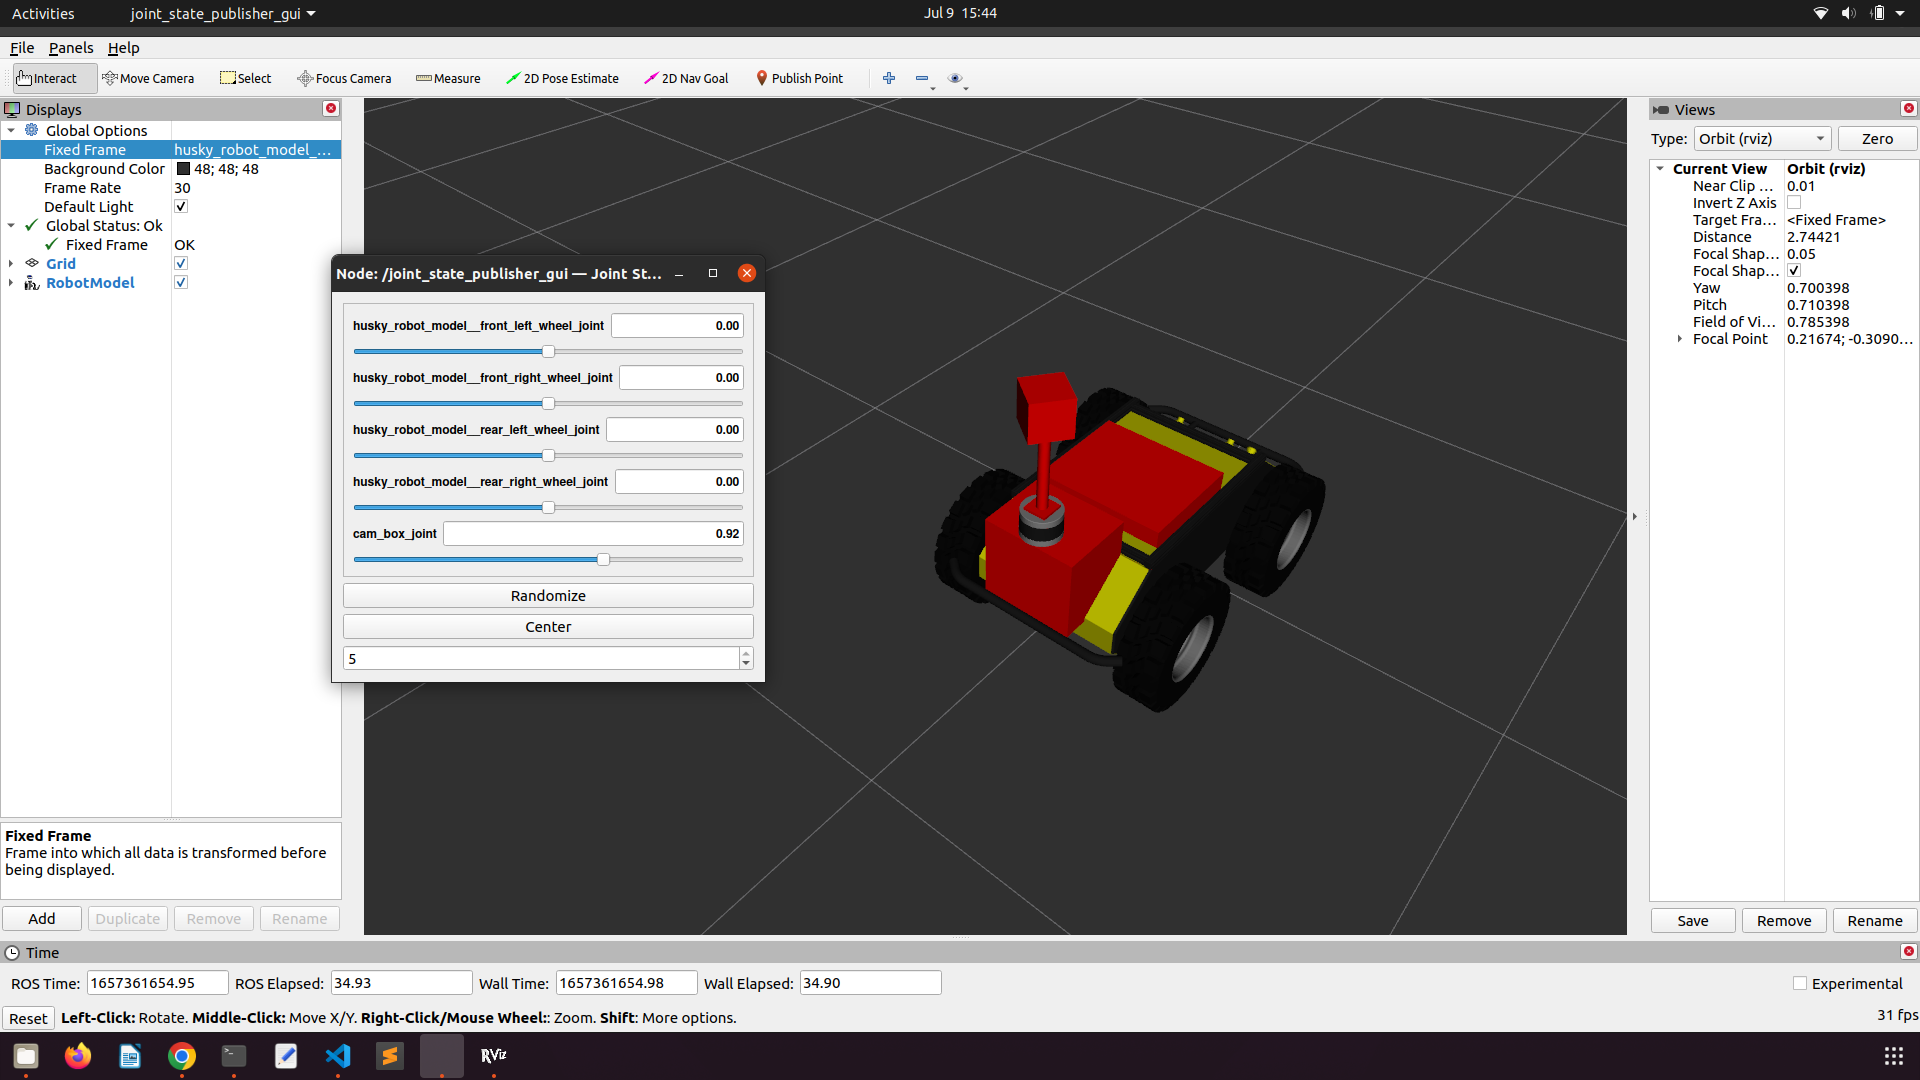 Activities
joint_state_publisher_gui
Jul 9 15:44
File Panels Help
Interact Move Camera Select Focus Camera Measure 2D Pose Estimate 2D Nav Goal Publish Point
Displays
Global Options
Fixed Frame husky_robot_model_...
Background Color 48; 48; 48
Frame Rate 30
Default Light
Global Status: Ok
Fixed Frame OK
Grid
RobotModel
Fixed Frame
Frame into which all data is transformed before
being displayed.
Add Duplicate Remove Rename
Node: /joint_state_publisher_gui — Joint St...
husky_robot_model__front_left_wheel_joint 0.00
husky_robot_model__front_right_wheel_joint 0.00
husky_robot_model__rear_left_wheel_joint 0.00
husky_robot_model__rear_right_wheel_joint 0.00
cam_box_joint 0.92
Randomize
Center
5
Views
Type: Orbit (rviz) Zero
Current View Orbit (rviz)
Near Clip ... 0.01
Invert Z Axis
Target Fra... <Fixed Frame>
Distance 2.74421
Focal Shap... 0.05
Focal Shap...
Yaw 0.700398
Pitch 0.710398
Field of Vi... 0.785398
Focal Point 0.21674; -0.3090...
Save Remove Rename
Time
ROS Time: 1657361654.95 ROS Elapsed: 34.93 Wall Time: 1657361654.98 Wall Elapsed: 34.90 Experimental
Reset Left-Click: Rotate. Middle-Click: Move X/Y. Right-Click/Mouse Wheel:: Zoom. Shift: More options. 31 fps
RViz